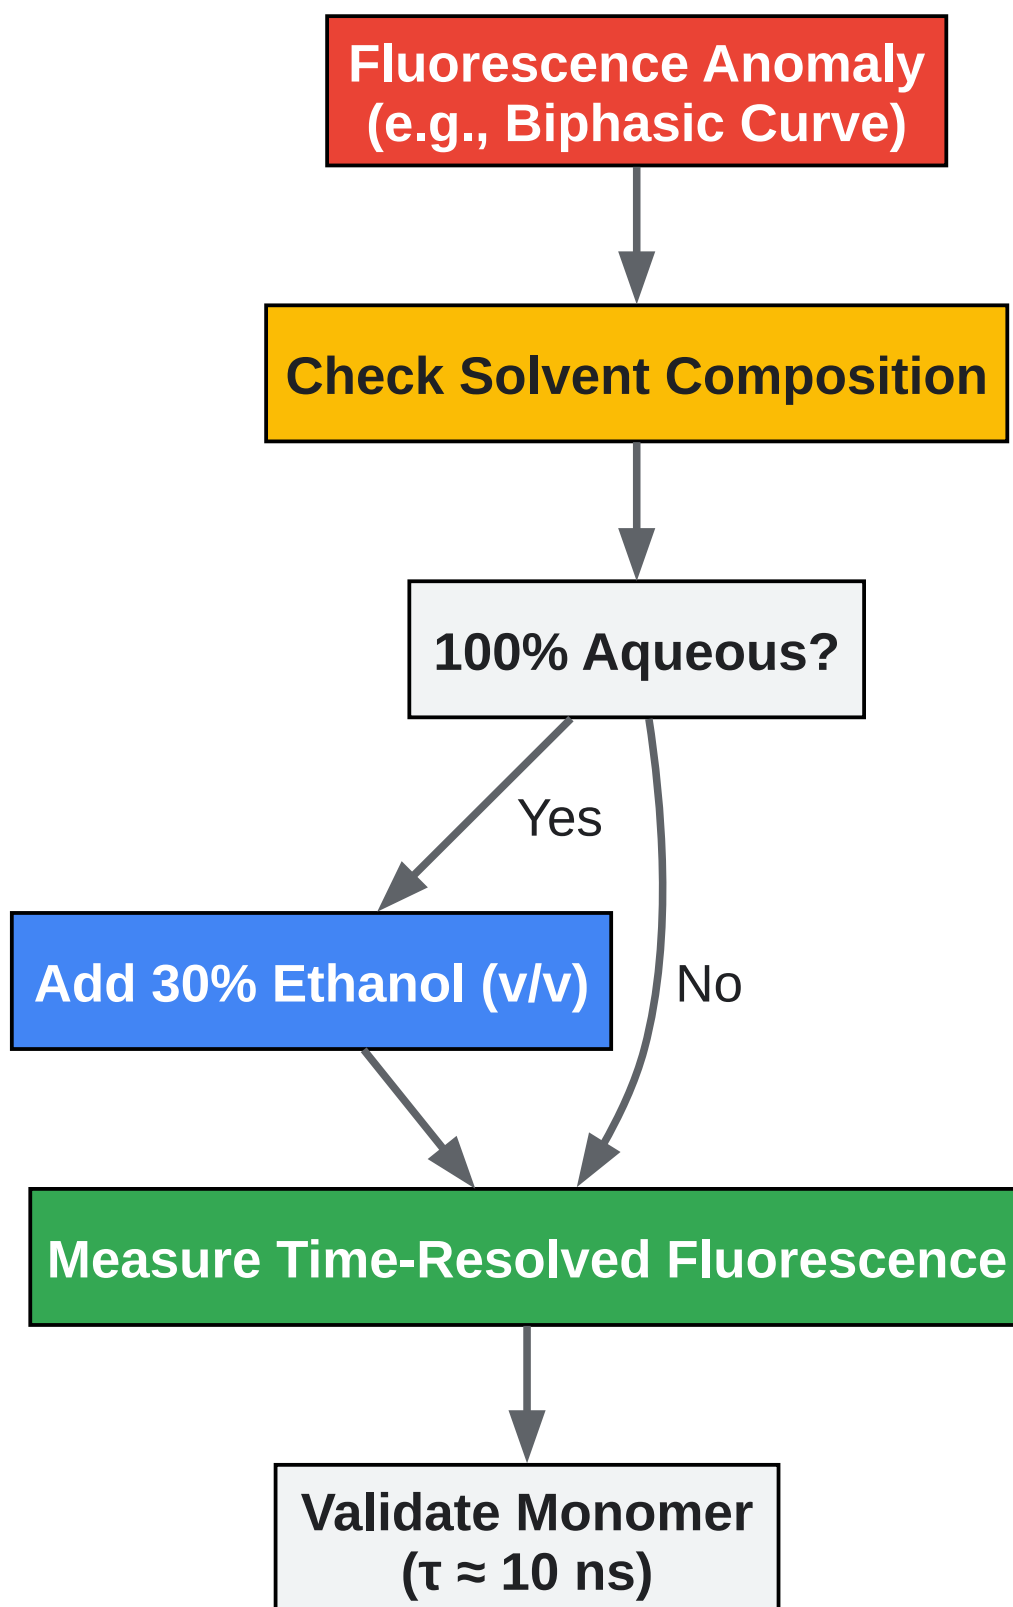 Fluorescence Anomaly
(e.g., Biphasic Curve)
Check Solvent Composition
100% Aqueous?
Yes
Add 30% Ethanol (v/v)
No
Measure Time-Resolved Fluorescence
Validate Monomer
(τ ≈ 10 ns)